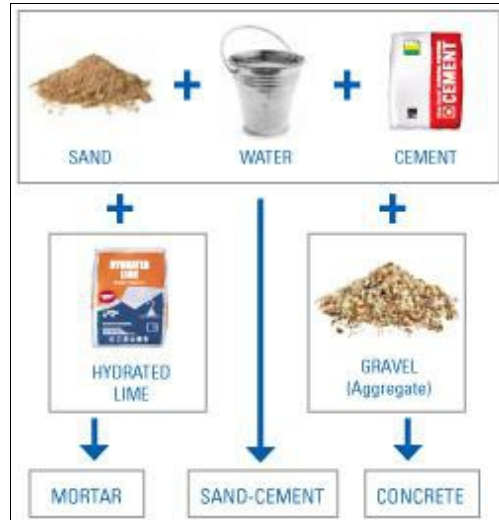 SAND
WATER
CEMENT
CEMENT
HYDRATED
LIME
HYDRATED
LIME
GRAVEL
(Aggregate)
MORTAR
SAND-CEMENT
CONCRETE